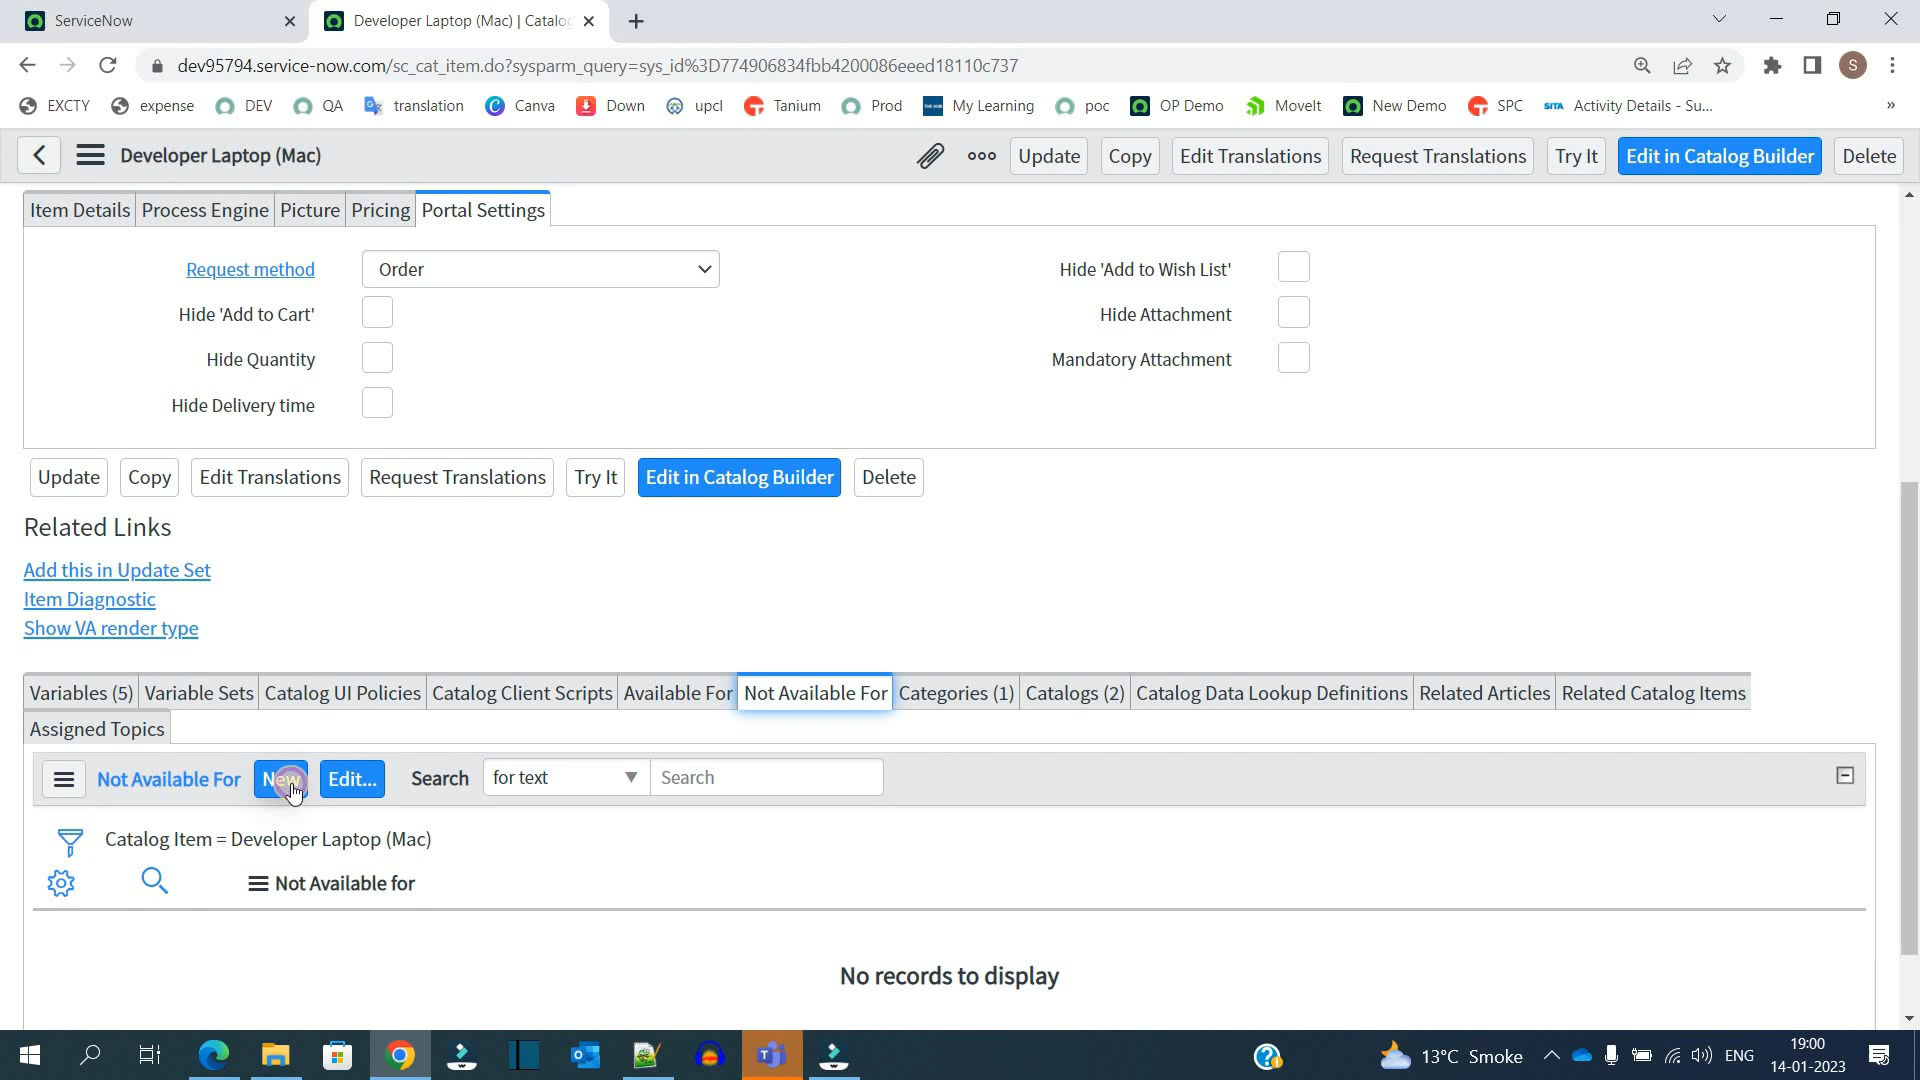 ServiceNow
Developer Laptop (Mac) | Catalog
dev95794.service-now.com/sc_cat_item.do?sysparm_query=sys_id%3D774906834fbb4200086eeed18110c737
S
EXCTY expense DEV QA translation Canva Down upcl Tanium Prod My Learning poc OP Demo MoveIt New Demo SPC SITA Activity Details - Su... »
Developer Laptop (Mac) Update Copy Edit Translations Request Translations Try It Edit in Catalog Builder Delete
Item Details Process Engine Picture Pricing Portal Settings
Request method Order Hide 'Add to Wish List'
Hide 'Add to Cart' Hide Attachment
Hide Quantity Mandatory Attachment
Hide Delivery time
Update Copy Edit Translations Request Translations Try It Edit in Catalog Builder Delete
Related Links
Add this in Update Set
Item Diagnostic
Show VA render type
Variables (5) Variable Sets Catalog UI Policies Catalog Client Scripts Available For Not Available For Categories (1) Catalogs (2) Catalog Data Lookup Definitions Related Articles Related Catalog Items
Assigned Topics
Not Available For New Edit... Search for text Search
Catalog Item = Developer Laptop (Mac)
Not Available for
No records to display
13°C Smoke ENG 19:00
14-01-2023